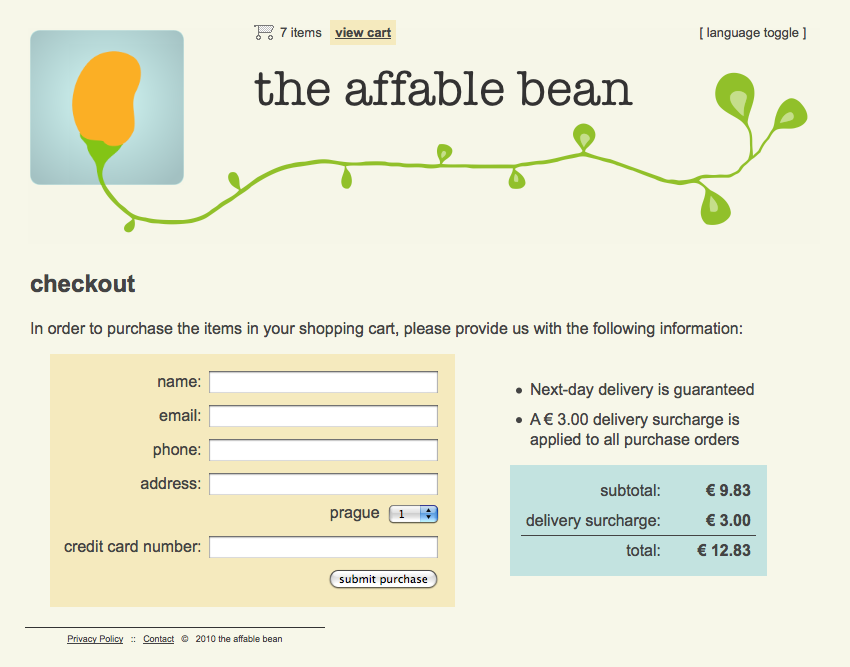 7 items view cart [ language toggle ]
the affable bean
checkout
In order to purchase the items in your shopping cart, please provide us with the following information:
name:
email:
phone:
address:
prague 1
credit card number:
submit purchase
• Next-day delivery is guaranteed
• A € 3.00 delivery surcharge is
applied to all purchase orders
subtotal: € 9.83
delivery surcharge: € 3.00
total: € 12.83
Privacy Policy :: Contact © 2010 the affable bean